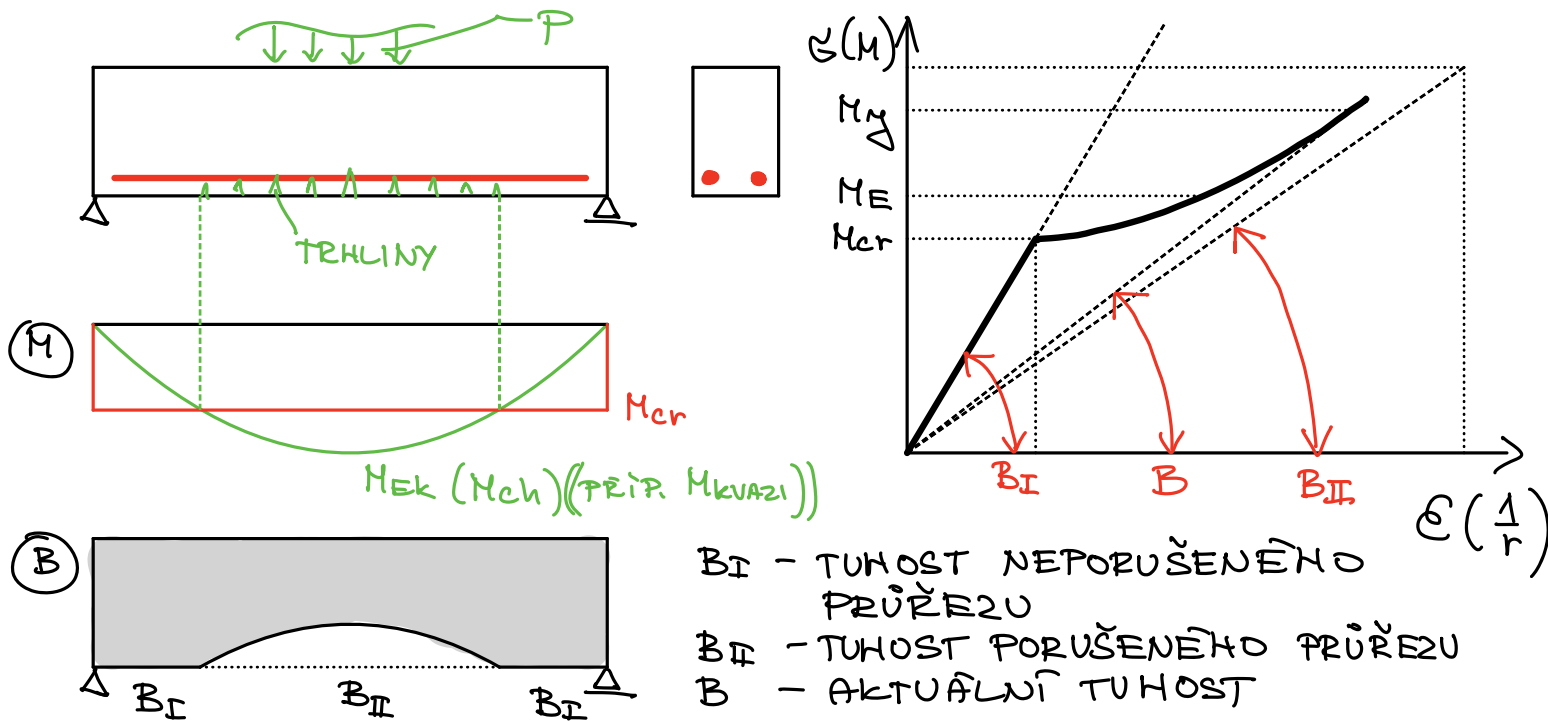 P
TRHLINY
M
Mcr
MEK (Mch)((PŘÍP. MKVAZI))
B
BI
BII
BI
σ(M)
My
ME
Mcr
BI
B
BII
ε(1/r)
BI - TUHOST NEPORUŠENÉHO
PRŮŘEZU
BII - TUHOST PORUŠENÉHO PRŮŘEZU
B - AKTUÁLNÍ TUHOST